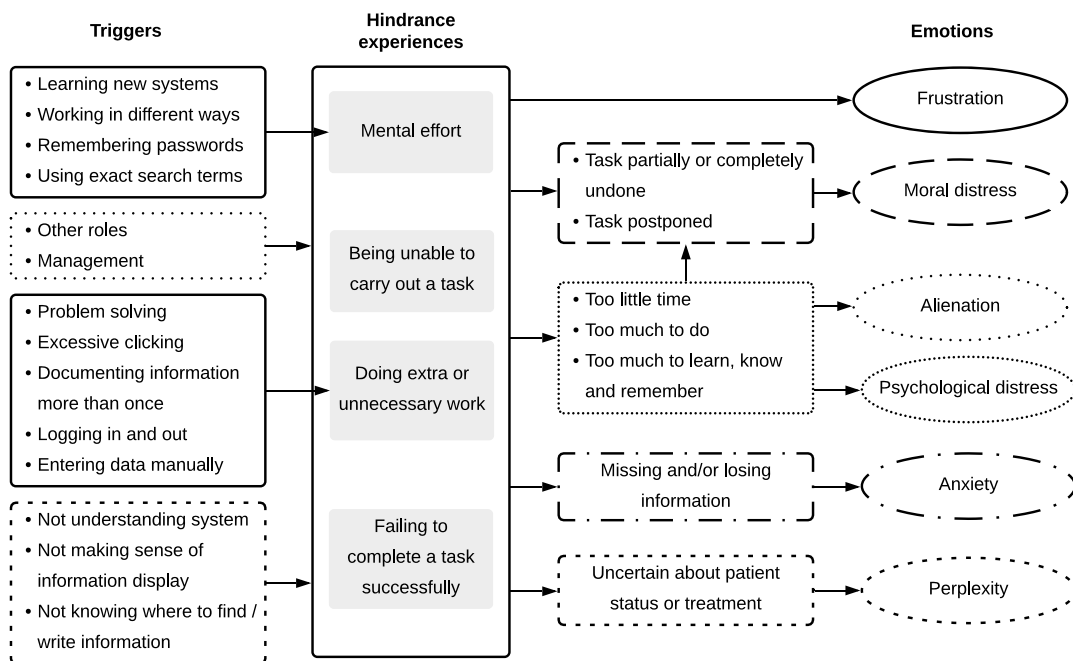 Triggers
Hindrance
experiences
Emotions
• Learning new systems
• Working in different ways
• Remembering passwords
• Using exact search terms
• Other roles
• Management
• Problem solving
• Excessive clicking
• Documenting information
more than once
• Logging in and out
• Entering data manually
• Not understanding system
• Not making sense of
information display
• Not knowing where to find /
write information
Mental effort
Being unable to
carry out a task
Doing extra or
unnecessary work
Failing to
complete a task
successfully
• Task partially or completely
undone
• Task postponed
• Too little time
• Too much to do
• Too much to learn, know
and remember
Missing and/or losing
information
Uncertain about patient
status or treatment
Frustration
Moral distress
Alienation
Psychological distress
Anxiety
Perplexity